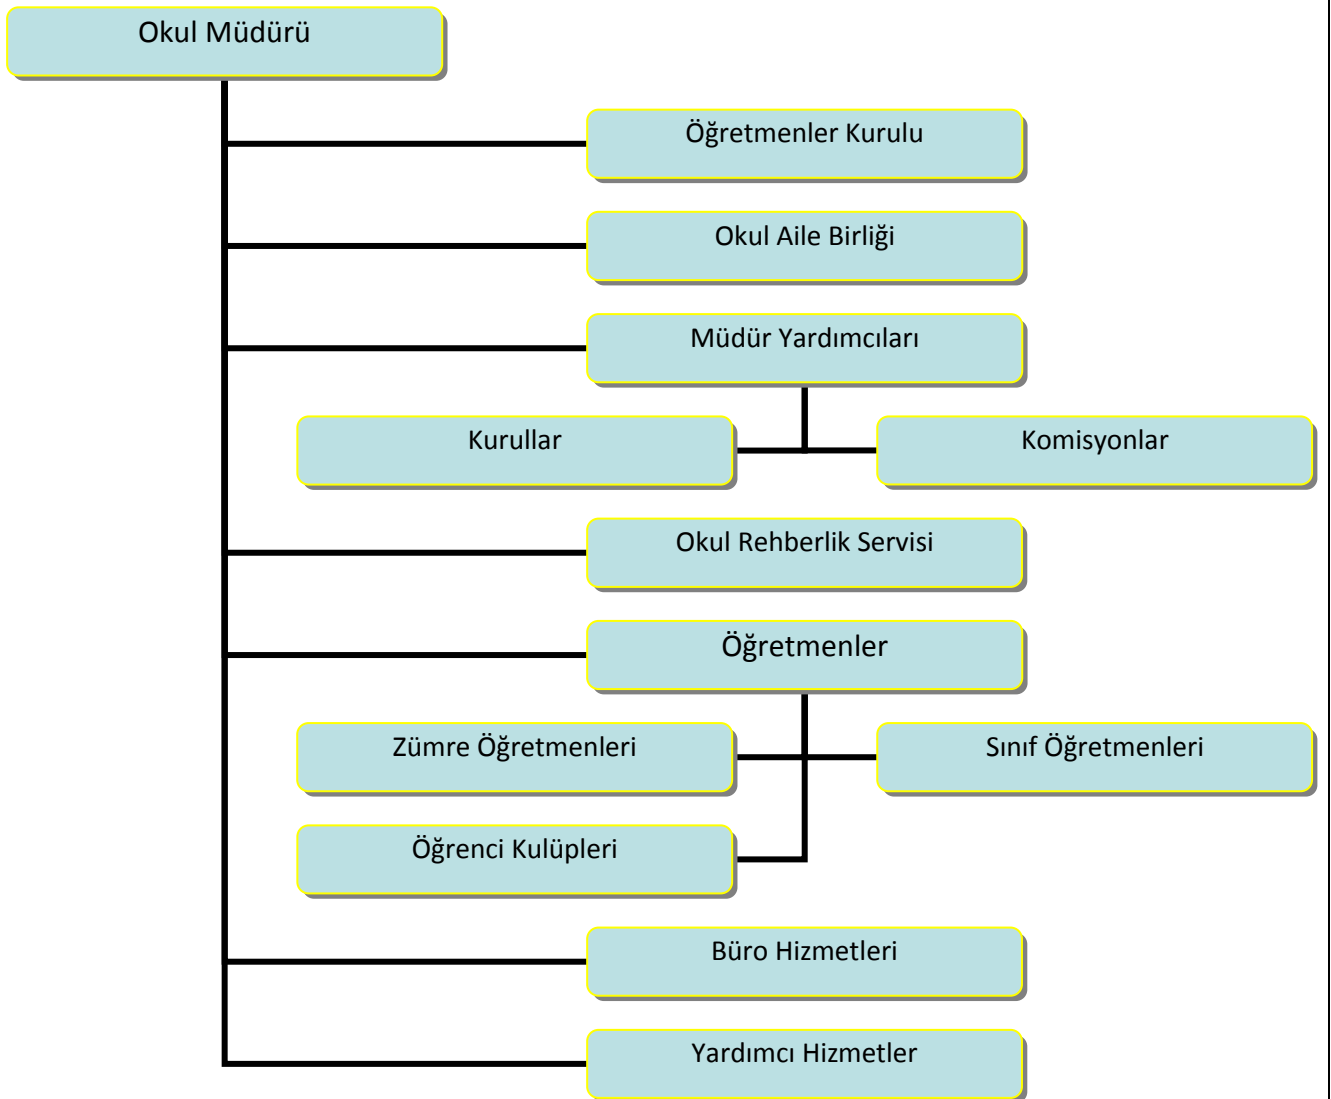 Okul Müdürü
Öğretmenler Kurulu
Okul Aile Birliği
Müdür Yardımcıları
Kurullar
Komisyonlar
Okul Rehberlik Servisi
Öğretmenler
Zümre Öğretmenleri
Sınıf Öğretmenleri
Öğrenci Kulüpleri
Büro Hizmetleri
Yardımcı Hizmetler